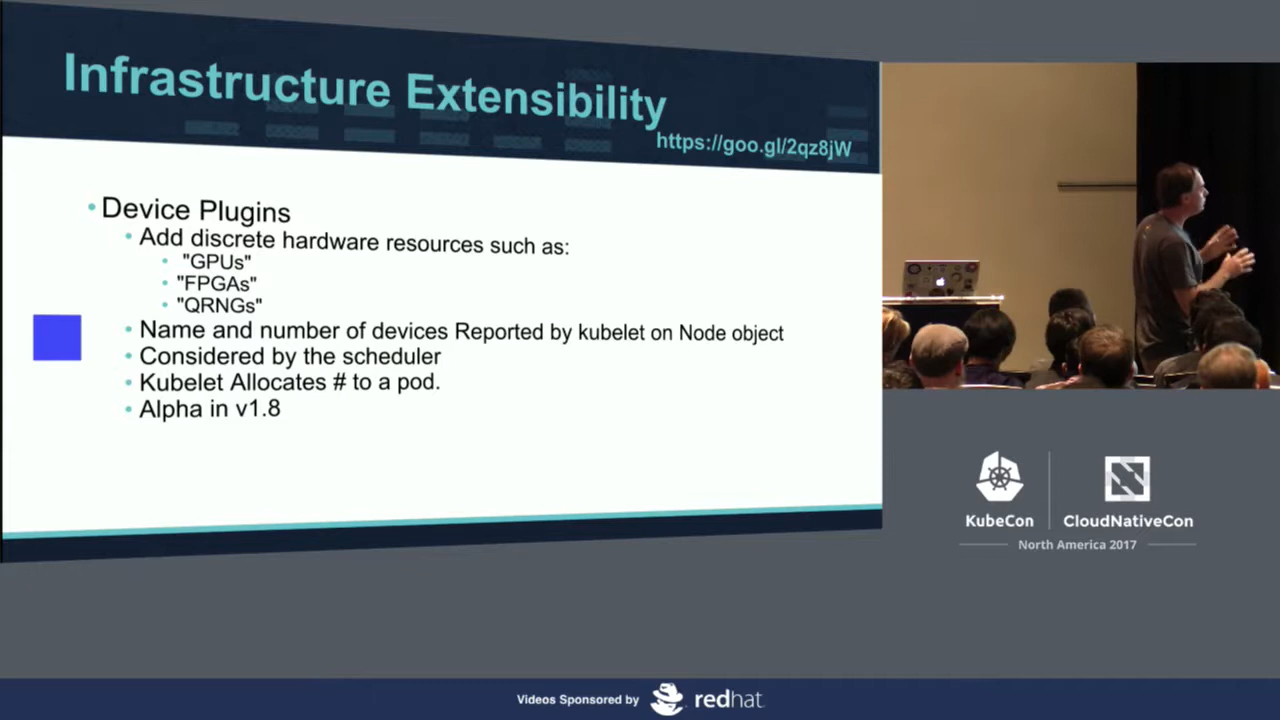 Infrastructure Extensibility
https://goo.gl/2qz8jW
Device Plugins
Add discrete hardware resources such as:
"GPUs"
"FPGAs"
"QRNGs"
Name and number of devices Reported by kubelet on Node object
Considered by the scheduler
Kubelet Allocates # to a pod.
Alpha in v1.8
KubeCon
CloudNativeCon
North America 2017
Videos Sponsored by
redhat